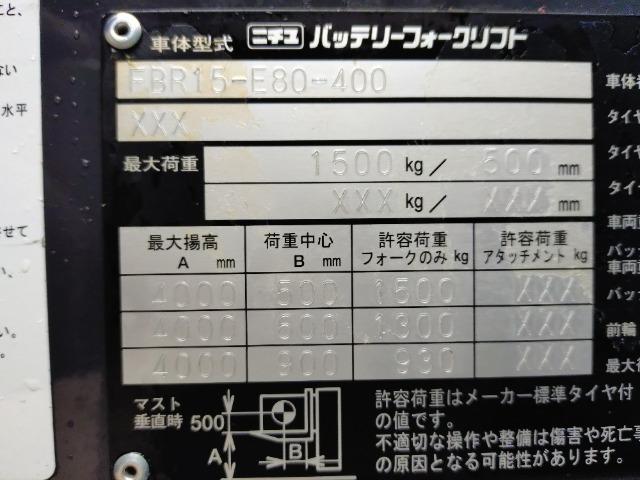 こと、
ない
水平
せて
い、
い。
。
車体型式 ニチユ バッテリーフォークリフト
FBR15-E80-400
XXX
最大荷重 1500 kg／ 500 mm
XXX kg／ XXX mm
最大揚高 荷重中心 許容荷重 許容荷重
A mm B mm フォークのみ kg アタッチメント kg
4000 500 1500 XXX
4000 600 1300 XXX
4000 900 930 XXX
車体
タイ
タイ
タイ
車両
バッ
車両
バッ
前輪
最大
マスト
垂直時 500
A B
許容荷重はメーカー標準タイヤ付
の値です。
不適切な操作や整備は傷害や死亡事
の原因となる可能性があります。